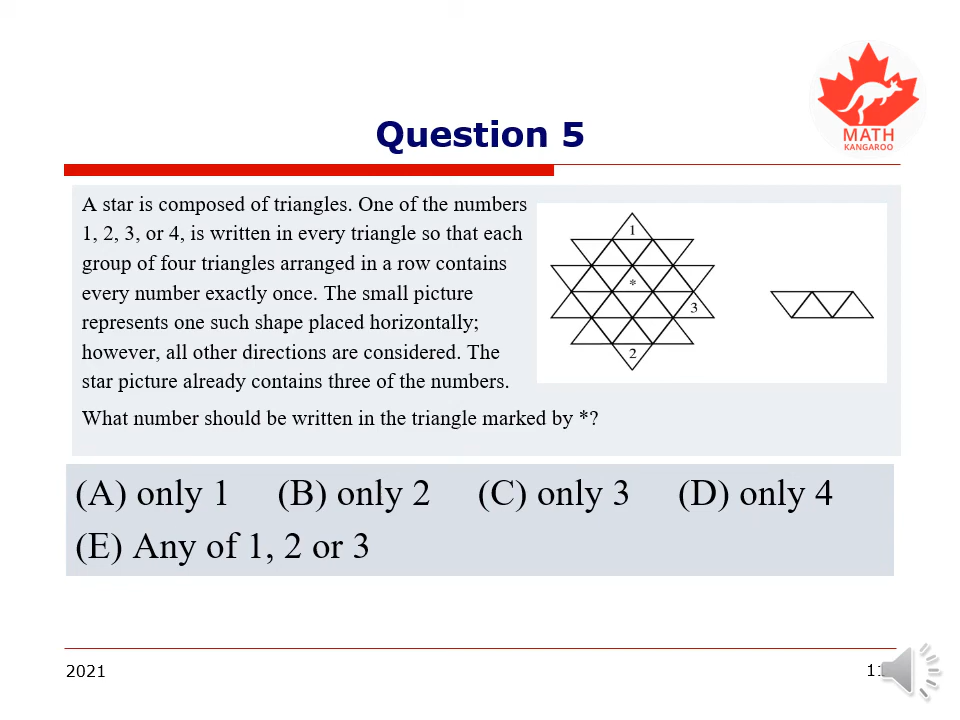 MATH
KANGAROO
Question 5
A star is composed of triangles. One of the numbers
1, 2, 3, or 4, is written in every triangle so that each
group of four triangles arranged in a row contains
every number exactly once. The small picture
represents one such shape placed horizontally;
however, all other directions are considered. The
star picture already contains three of the numbers.
1
*
3
2
What number should be written in the triangle marked by *?
(A) only 1 (B) only 2 (C) only 3 (D) only 4
(E) Any of 1, 2 or 3
2021